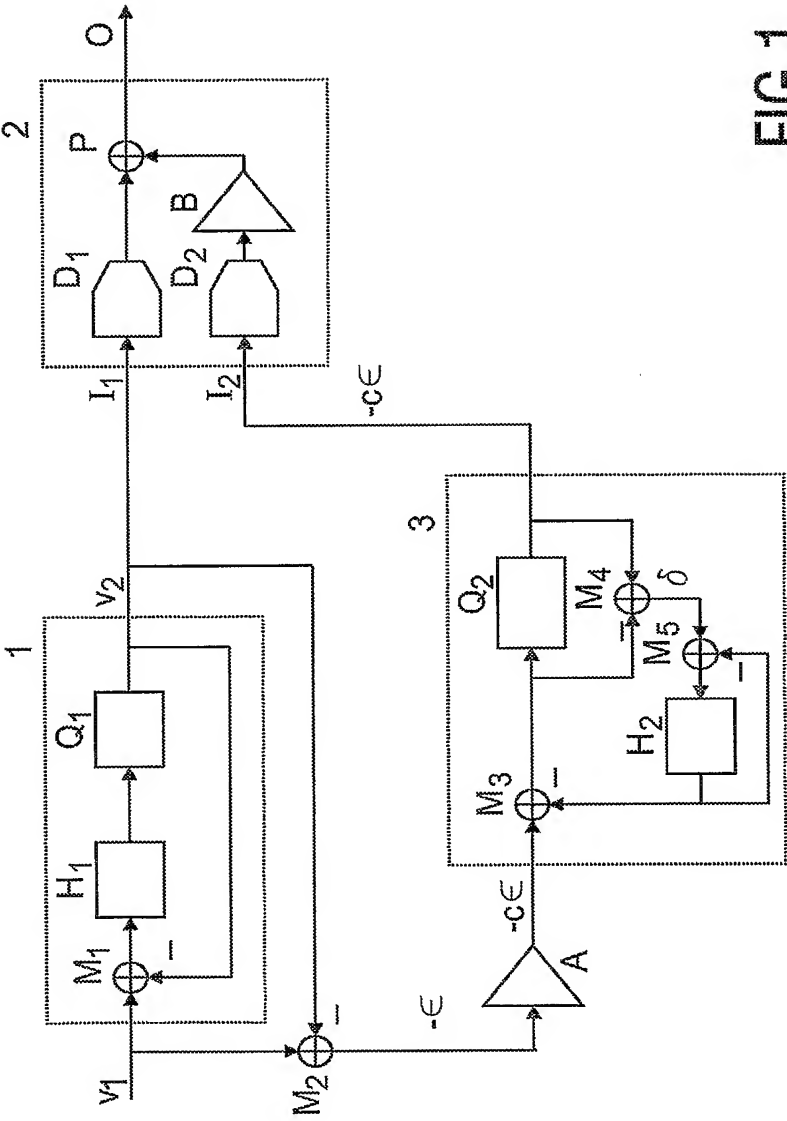 O
2
P
B
D1
D2
I1
I2
-cϵ
1
v2
Q1
H1
M1
−
v1
M2
−
-ϵ
A
-cϵ
3
Q2
M4
−
δ
M5
−
H2
M3
−
FIG. 1